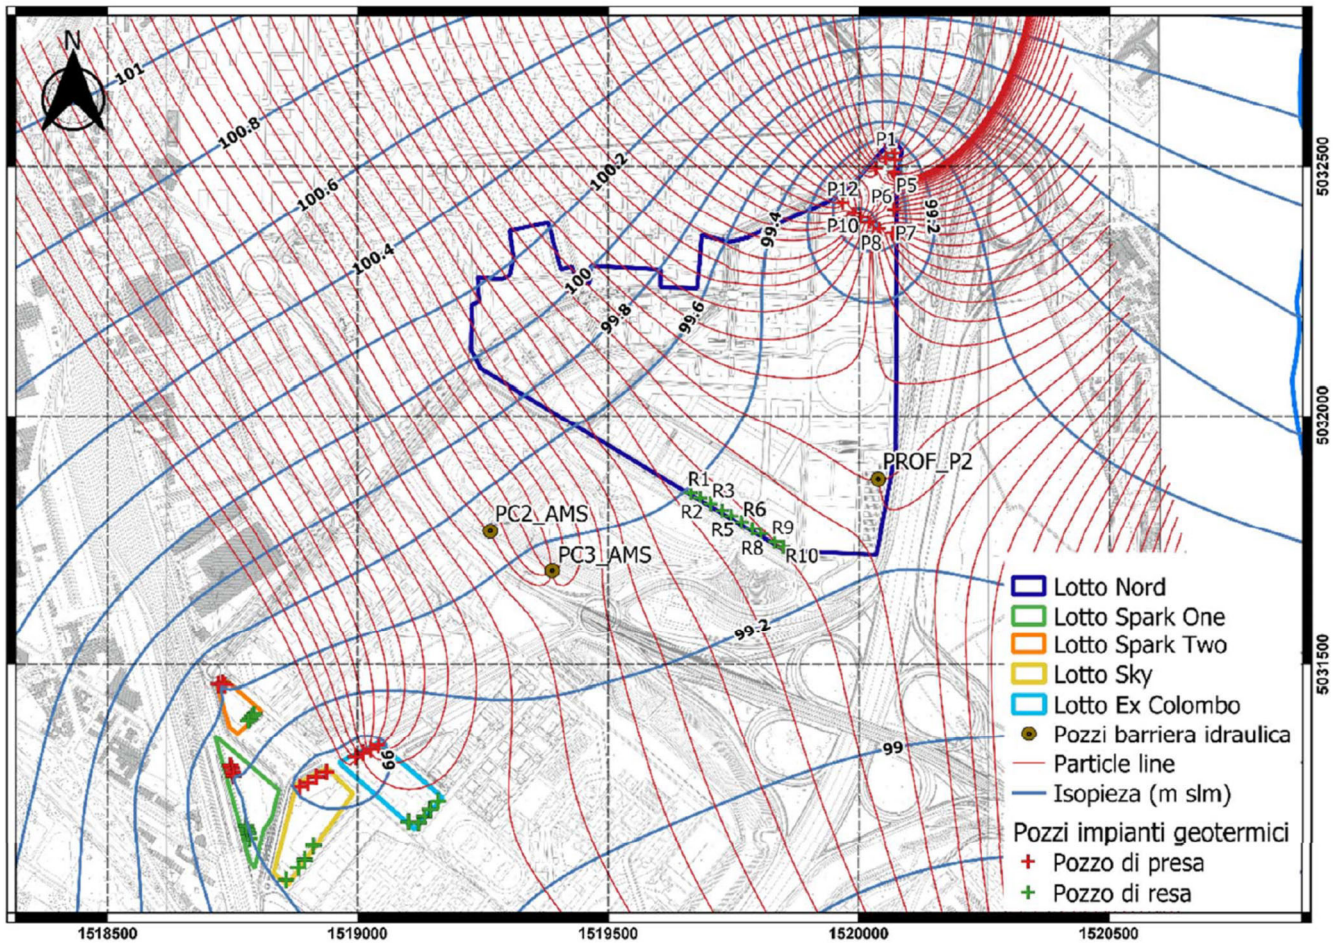 N
101
100.8
100.6
100.4
100.2
100
99.8
99.6
99.4
99.2
P1
P5
P12
P6
P10
P8
P7
5032500
5032000
5031500
PROF_P2
R1
R3
R2
R6
R5
R9
R8
R10
PC2_AMS
PC3_AMS
99.2
99
99
Lotto Nord
Lotto Spark One
Lotto Spark Two
Lotto Sky
Lotto Ex Colombo
Pozzi barriera idraulica
Particle line
Isopieza (m slm)
Pozzi impianti geotermici
Pozzo di presa
Pozzo di resa
1518500
1519000
1519500
1520000
1520500